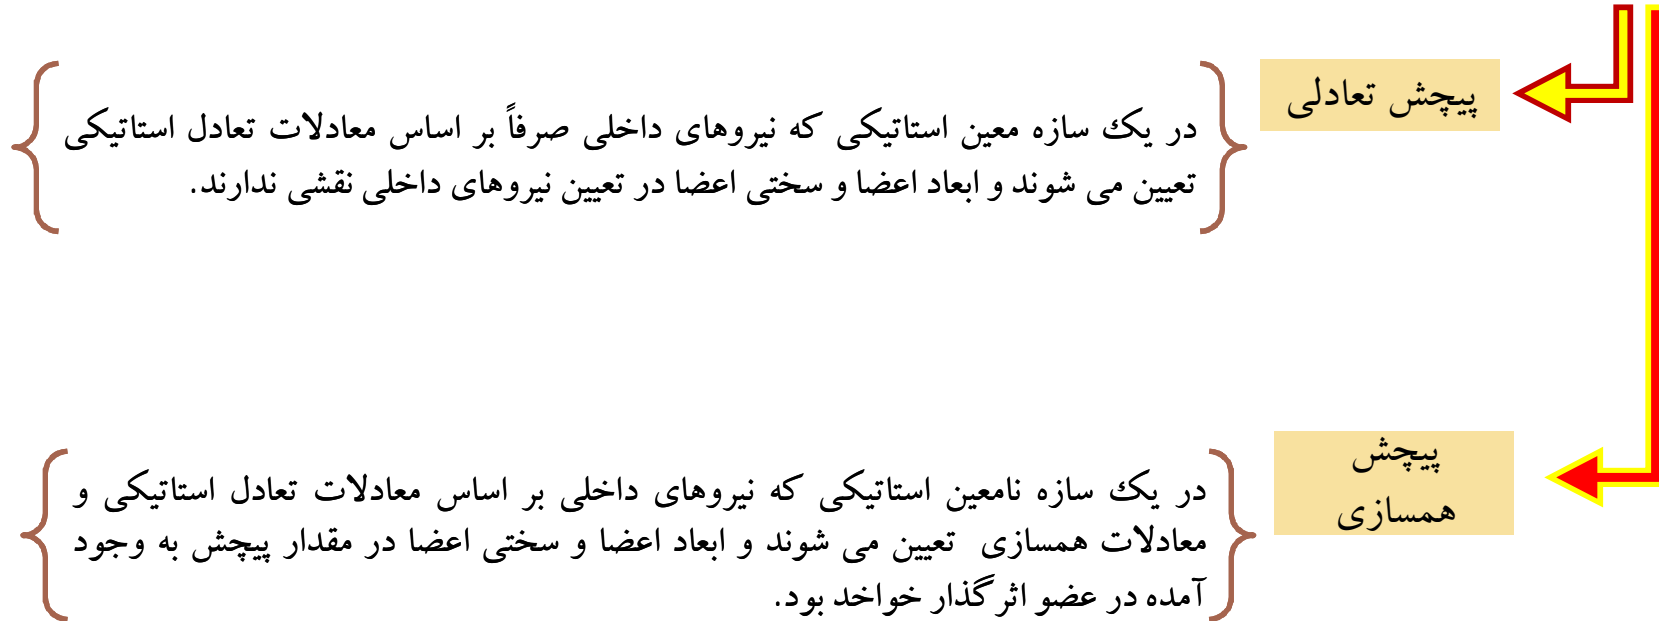 پیچش تعادلی
در یک سازه معین استاتیکی که نیروهای داخلی صرفاً بر اساس معادلات تعادل استاتیکی
تعیین می شوند و ابعاد اعضا و سختی اعضا در تعیین نیروهای داخلی نقشی ندارند.
پیچش
همسازی
در یک سازه نامعین استاتیکی که نیروهای داخلی بر اساس معادلات تعادل استاتیکی و
معادلات همسازی تعیین می شوند و ابعاد اعضا و سختی اعضا در مقدار پیچش به وجود
آمده در عضو اثرگذار خواخد بود.